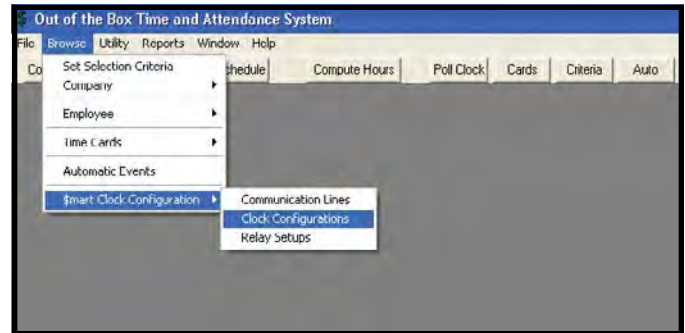 Out of the Box Time and Attendance System
File Browse Utility Reports Window Help
Co chedule Compute Hours Poll Clock Cards Criteria Auto
Set Selection Criteria
Company
Employee
Time Cards
Automatic Events
$mart Clock Configuration
Communication Lines
Clock Configurations
Relay Setups